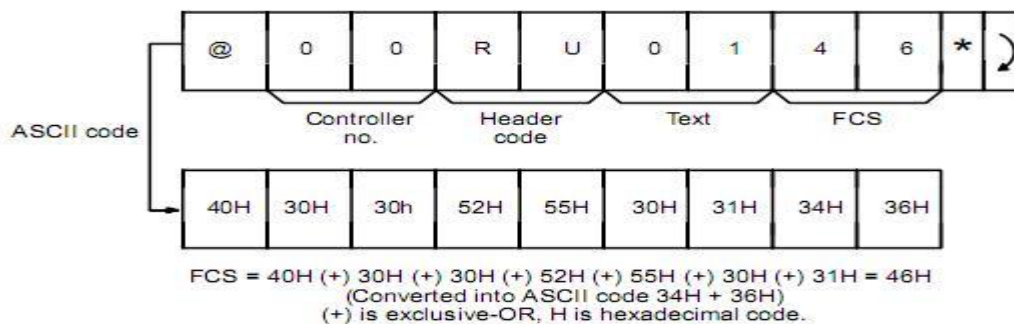 @ 0 0 R U 0 1 4 6 *
Controller no. Header code Text FCS
ASCII code
40H 30H 30h 52H 55H 30H 31H 34H 36H
FCS = 40H (+) 30H (+) 30H (+) 52H (+) 55H (+) 30H (+) 31H = 46H
(Converted into ASCII code 34H + 36H)
(+) is exclusive-OR, H is hexadecimal code.